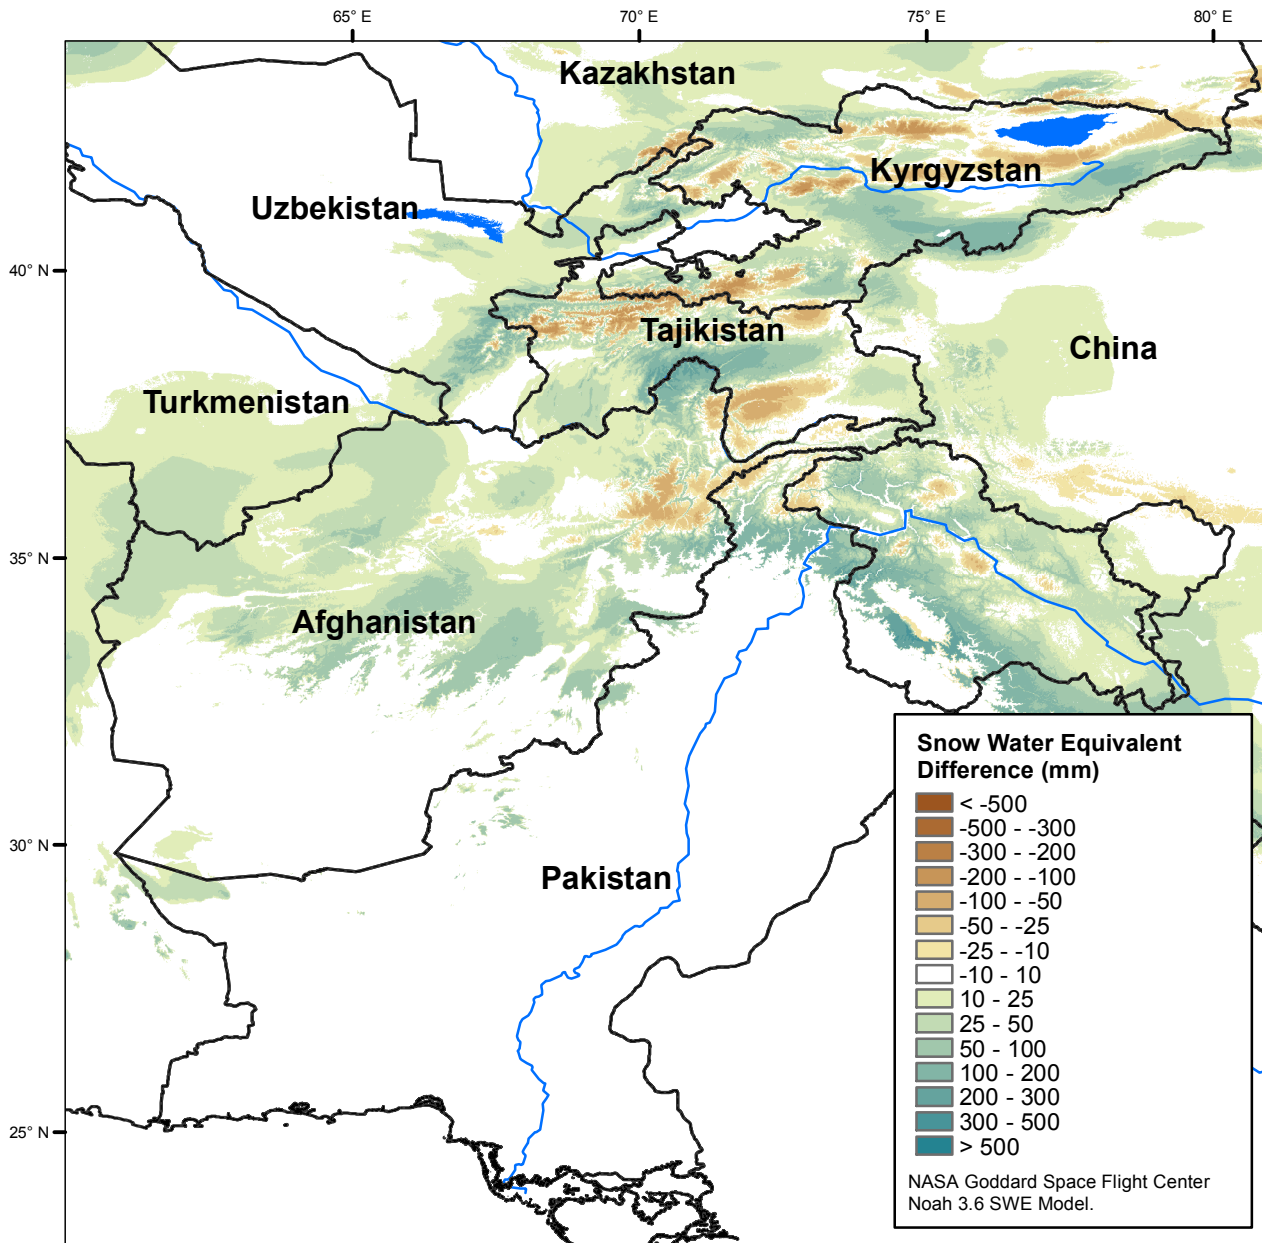 65° E
70° E
75° E
80° E
Kazakhstan
Kyrgyzstan
Uzbekistan
40° N
Tajikistan
China
Turkmenistan
35° N
Afghanistan
30° N
Pakistan
25° N
Snow Water Equivalent
Difference (mm)
< -500
-500 - -300
-300 - -200
-200 - -100
-100 - -50
-50 - -25
-25 - -10
-10 - 10
10 - 25
25 - 50
50 - 100
100 - 200
200 - 300
300 - 500
> 500
NASA Goddard Space Flight Center
Noah 3.6 SWE Model.